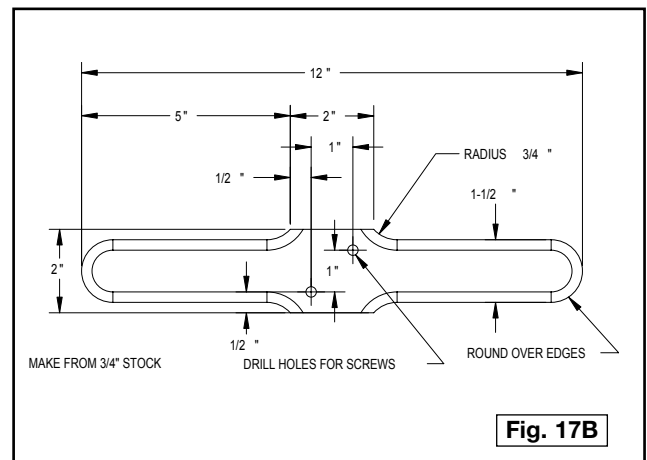 12 "
5 "
2 "
1 "
RADIUS 3/4 "
1/2 "
1-1/2 "
2"
1"
1/2 "
MAKE FROM 3/4" STOCK
DRILL HOLES FOR SCREWS
ROUND OVER EDGES
Fig. 17B